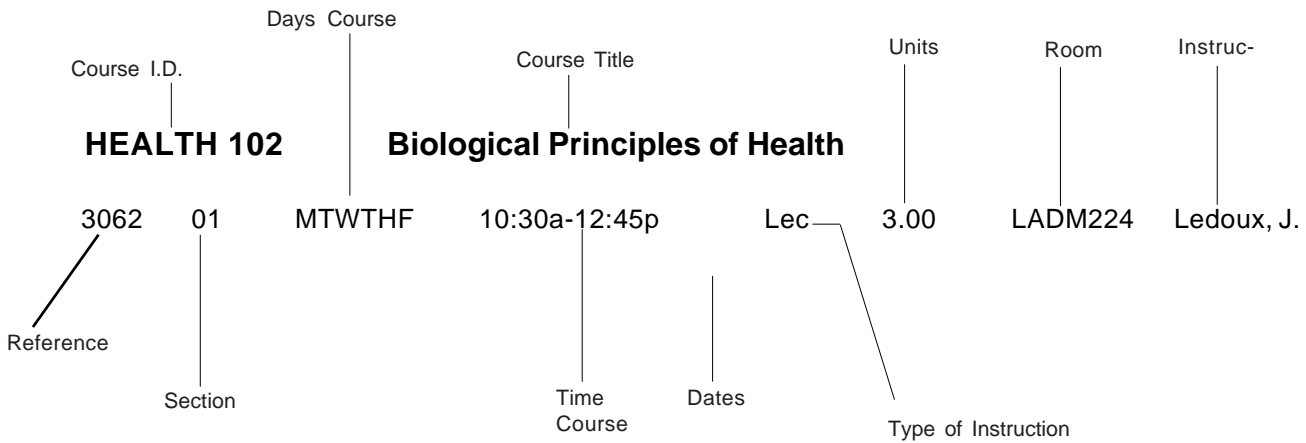 Days Course
Units Room Instruc-
Course I.D. Course Title
HEALTH 102 Biological Principles of Health
3062 01 MTWTHF 10:30a-12:45p Lec 3.00 LADM224 Ledoux, J.
Reference
Section Time Dates
Course
Type of Instruction